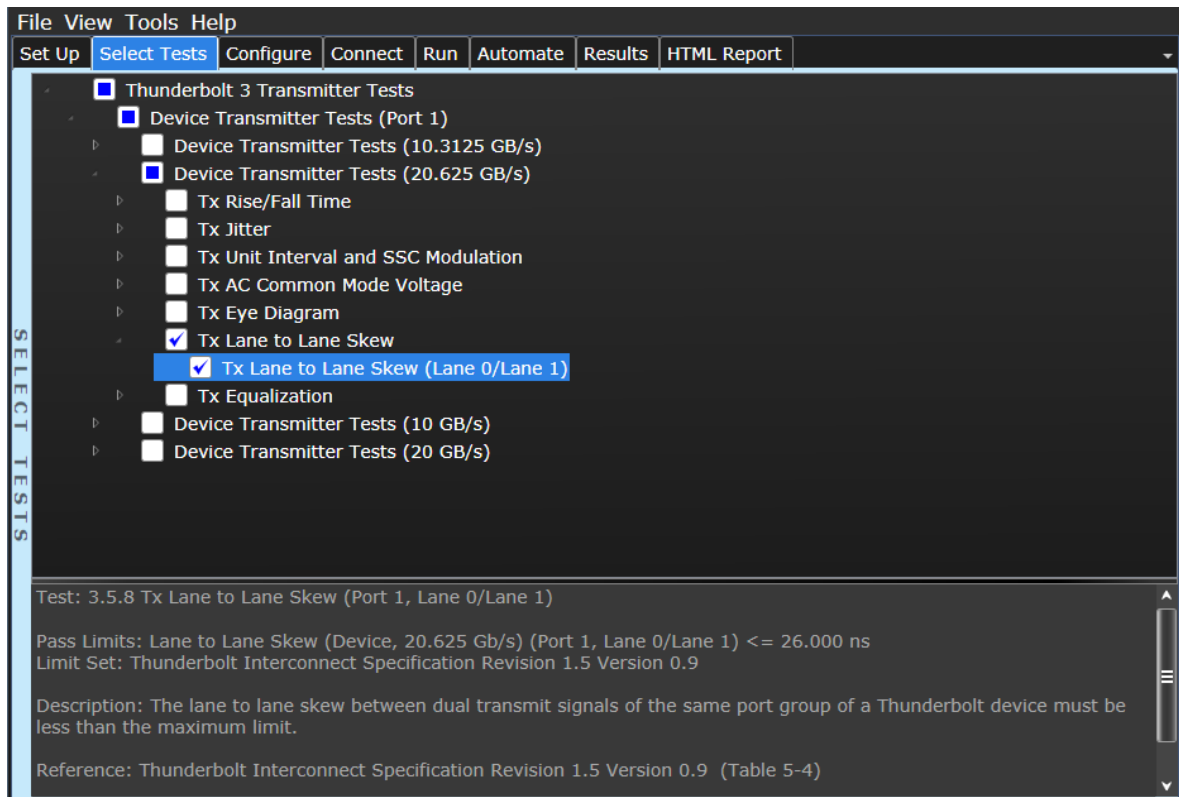 File View Tools Help
Set Up Select Tests Configure Connect Run Automate Results HTML Report
Thunderbolt 3 Transmitter Tests
Device Transmitter Tests (Port 1)
Device Transmitter Tests (10.3125 GB/s)
Device Transmitter Tests (20.625 GB/s)
Tx Rise/Fall Time
Tx Jitter
Tx Unit Interval and SSC Modulation
Tx AC Common Mode Voltage
Tx Eye Diagram
Tx Lane to Lane Skew
Tx Lane to Lane Skew (Lane 0/Lane 1)
Tx Equalization
Device Transmitter Tests (10 GB/s)
Device Transmitter Tests (20 GB/s)
SELECT TESTS
Test: 3.5.8 Tx Lane to Lane Skew (Port 1, Lane 0/Lane 1)
Pass Limits: Lane to Lane Skew (Device, 20.625 Gb/s) (Port 1, Lane 0/Lane 1) <= 26.000 ns
Limit Set: Thunderbolt Interconnect Specification Revision 1.5 Version 0.9
Description: The lane to lane skew between dual transmit signals of the same port group of a Thunderbolt device must be
less than the maximum limit.
Reference: Thunderbolt Interconnect Specification Revision 1.5 Version 0.9 (Table 5-4)